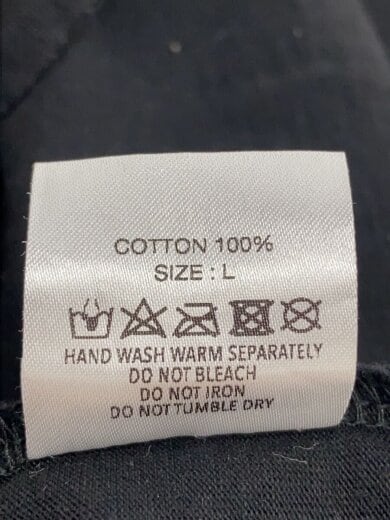 COTTON 100%
SIZE : L
HAND WASH WARM SEPARATELY
DO NOT BLEACH
DO NOT IRON
DO NOT TUMBLE DRY